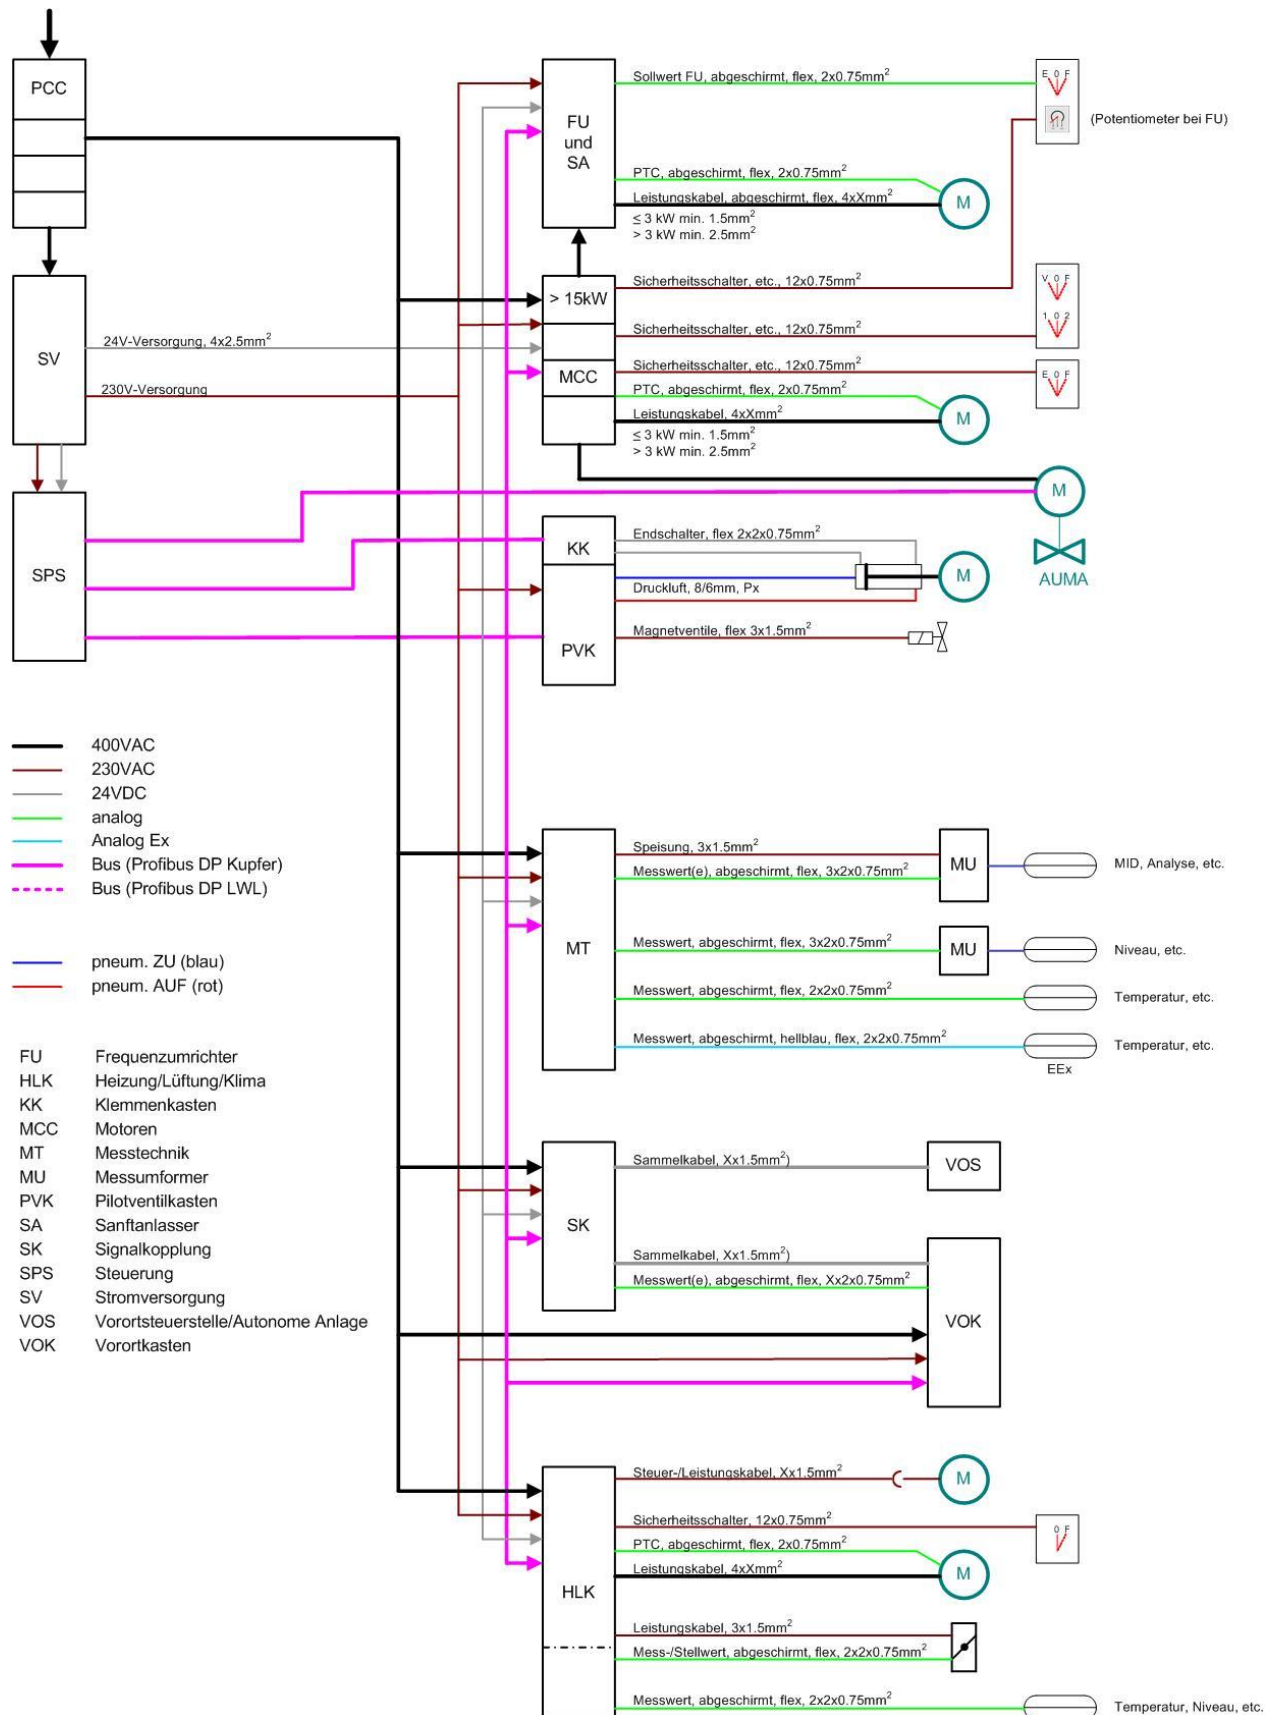 PCC
SV
SPS
24V-Versorgung, 4x2.5mm²
230V-Versorgung
FU
und
SA
Sollwert FU, abgeschirmt, flex, 2x0.75mm²
E 0 F
(Potentiometer bei FU)
PTC, abgeschirmt, flex, 2x0.75mm²
Leistungskabel, abgeschirmt, flex, 4xXmm²
≤ 3 kW min. 1.5mm²
> 3 kW min. 2.5mm²
M
> 15kW
MCC
Sicherheitsschalter, etc., 12x0.75mm²
V 0 F
1 0 2
Sicherheitsschalter, etc., 12x0.75mm²
Sicherheitsschalter, etc., 12x0.75mm²
E 0 F
PTC, abgeschirmt, flex, 2x0.75mm²
Leistungskabel, 4xXmm²
≤ 3 kW min. 1.5mm²
> 3 kW min. 2.5mm²
M
M
AUMA
KK
PVK
Endschalter, flex 2x2x0.75mm²
Druckluft, 8/6mm, Px
M
Magnetventile, flex 3x1.5mm²
400VAC
230VAC
24VDC
analog
Analog Ex
Bus (Profibus DP Kupfer)
Bus (Profibus DP LWL)
pneum. ZU (blau)
pneum. AUF (rot)
MT
Speisung, 3x1.5mm²
Messwert(e), abgeschirmt, flex, 3x2x0.75mm²
MU
MID, Analyse, etc.
Messwert, abgeschirmt, flex, 3x2x0.75mm²
MU
Niveau, etc.
Messwert, abgeschirmt, flex, 2x2x0.75mm²
Temperatur, etc.
Messwert, abgeschirmt, hellblau, flex, 2x2x0.75mm²
Temperatur, etc.
EEx
FU Frequenzumrichter
HLK Heizung/Lüftung/Klima
KK Klemmenkasten
MCC Motoren
MT Messtechnik
MU Messumformer
PVK Pilotventilkasten
SA Sanftanlasser
SK Signalkopplung
SPS Steuerung
SV Stromversorgung
VOS Vorortsteuerstelle/Autonome Anlage
VOK Vorortkasten
SK
Sammelkabel, Xx1.5mm²)
VOS
Sammelkabel, Xx1.5mm²)
Messwert(e), abgeschirmt, flex, Xx2x0.75mm²
VOK
HLK
Steuer-/Leistungskabel, Xx1.5mm²
M
Sicherheitsschalter, 12x0.75mm²
0 F
PTC, abgeschirmt, flex, 2x0.75mm²
Leistungskabel, 4xXmm²
M
Leistungskabel, 3x1.5mm²
Mess-/Stellwert, abgeschirmt, flex, 2x2x0.75mm²
Messwert, abgeschirmt, flex, 2x2x0.75mm²
Temperatur, Niveau, etc.